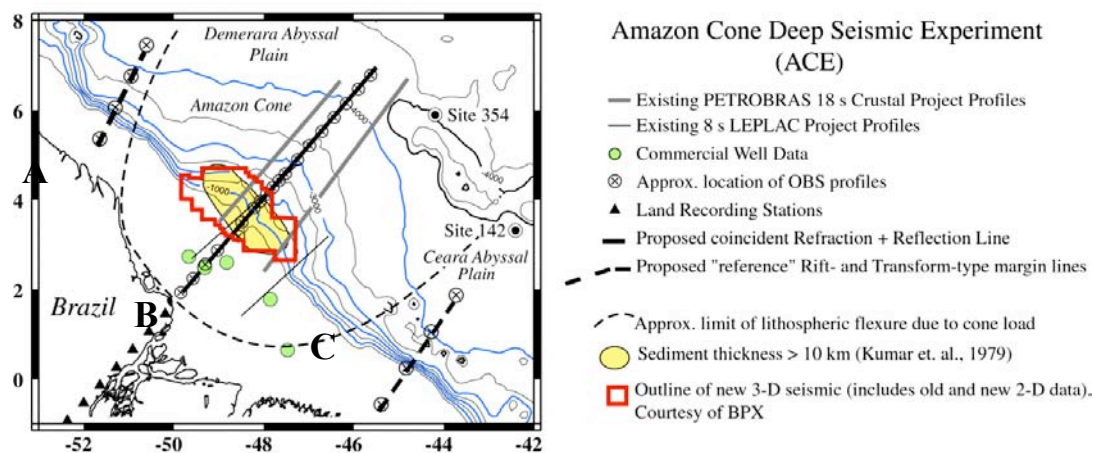 8
6
4
2
0
-52
-50
-48
-46
-44
-42
Demerara Abyssal
Plain
Amazon Cone
-4000
Site 354
-4000
A
-1000
-3000
Site 142
Ceara Abyssal
Plain
Brazil
B
C
Amazon Cone Deep Seismic Experiment
(ACE)
Existing PETROBRAS 18 s Crustal Project Profiles
Existing 8 s LEPLAC Project Profiles
Commercial Well Data
Approx. location of OBS profiles
Land Recording Stations
Proposed coincident Refraction + Reflection Line
Proposed "reference" Rift- and Transform-type margin lines
Approx. limit of lithospheric flexure due to cone load
Sediment thickness > 10 km (Kumar et. al., 1979)
Outline of new 3-D seismic (includes old and new 2-D data).
Courtesy of BPX